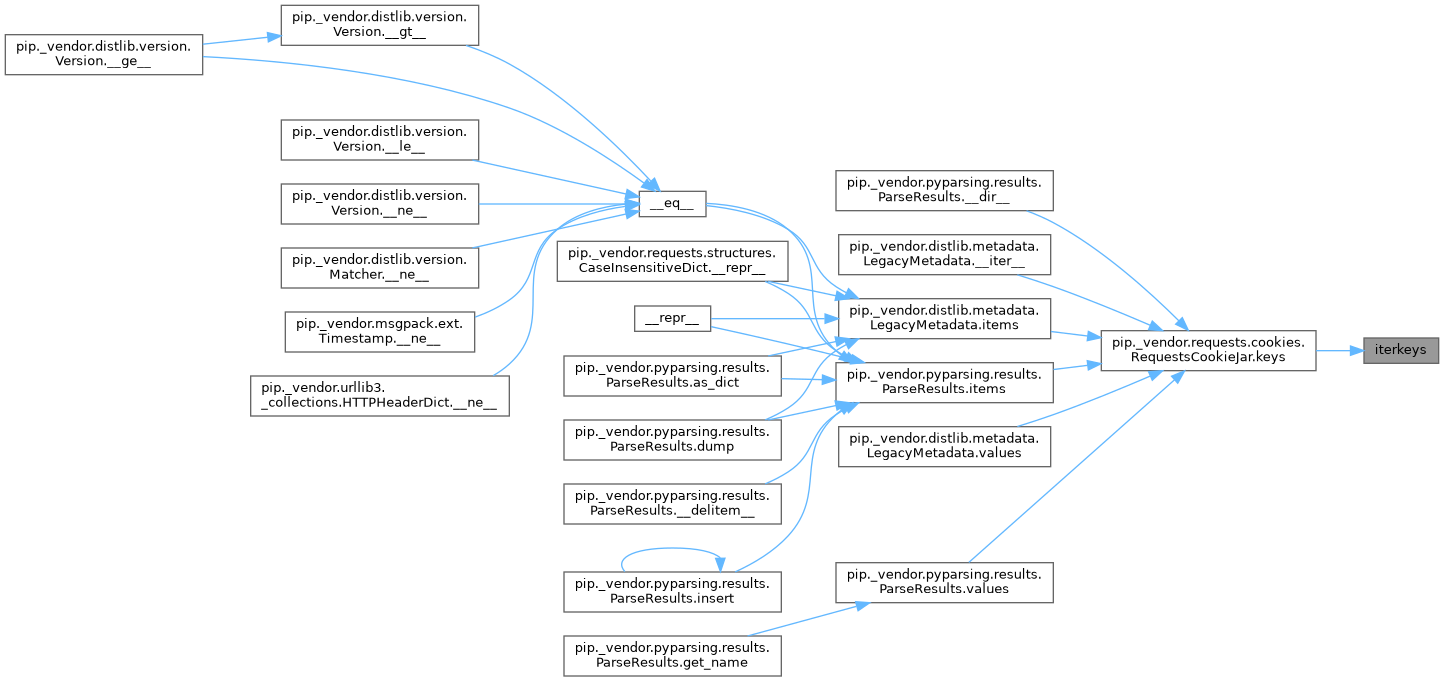 pip._vendor.distlib.version.
Version.__ge__
pip._vendor.distlib.version.
Version.__gt__
pip._vendor.distlib.version.
Version.__le__
pip._vendor.distlib.version.
Version.__ne__
pip._vendor.distlib.version.
Matcher.__ne__
pip._vendor.msgpack.ext.
Timestamp.__ne__
pip._vendor.urllib3.
_collections.HTTPHeaderDict.__ne__
__eq__
pip._vendor.requests.structures.
CaseInsensitiveDict.__repr__
__repr__
pip._vendor.pyparsing.results.
ParseResults.as_dict
pip._vendor.pyparsing.results.
ParseResults.dump
pip._vendor.pyparsing.results.
ParseResults.__delitem__
pip._vendor.pyparsing.results.
ParseResults.insert
pip._vendor.pyparsing.results.
ParseResults.get_name
pip._vendor.pyparsing.results.
ParseResults.__dir__
pip._vendor.distlib.metadata.
LegacyMetadata.__iter__
pip._vendor.distlib.metadata.
LegacyMetadata.items
pip._vendor.pyparsing.results.
ParseResults.items
pip._vendor.distlib.metadata.
LegacyMetadata.values
pip._vendor.pyparsing.results.
ParseResults.values
pip._vendor.requests.cookies.
RequestsCookieJar.keys
iterkeys